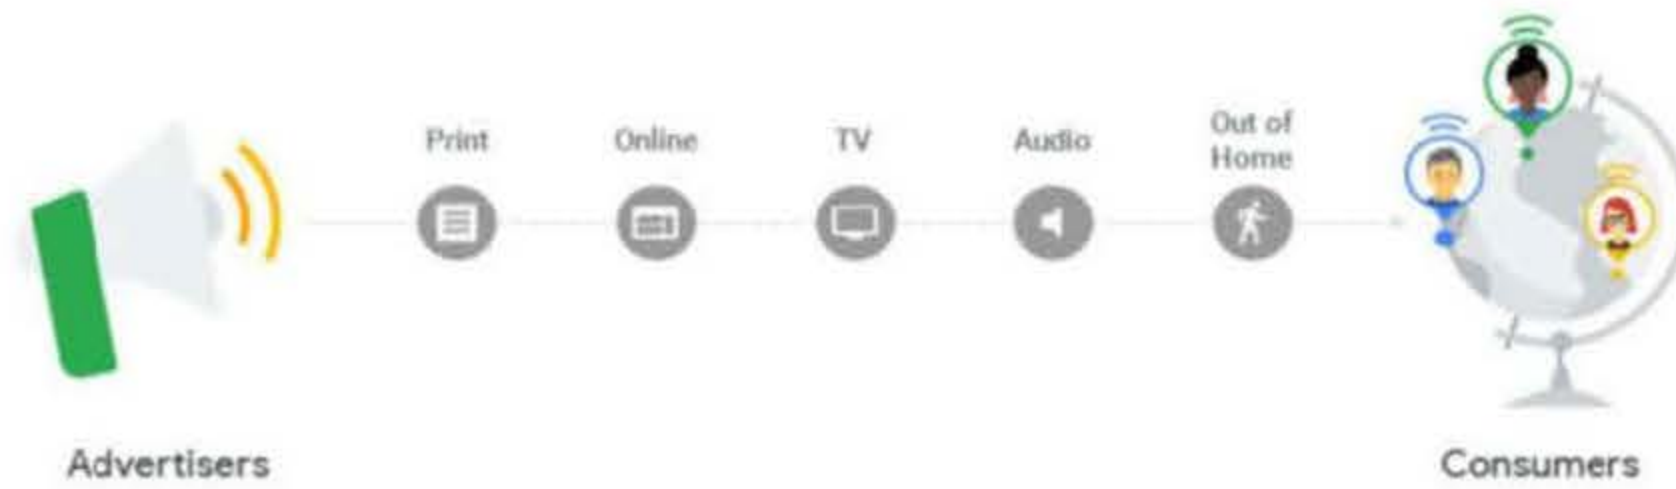 Print
Online
TV
Audio
Out of
Home
Advertisers
Consumers